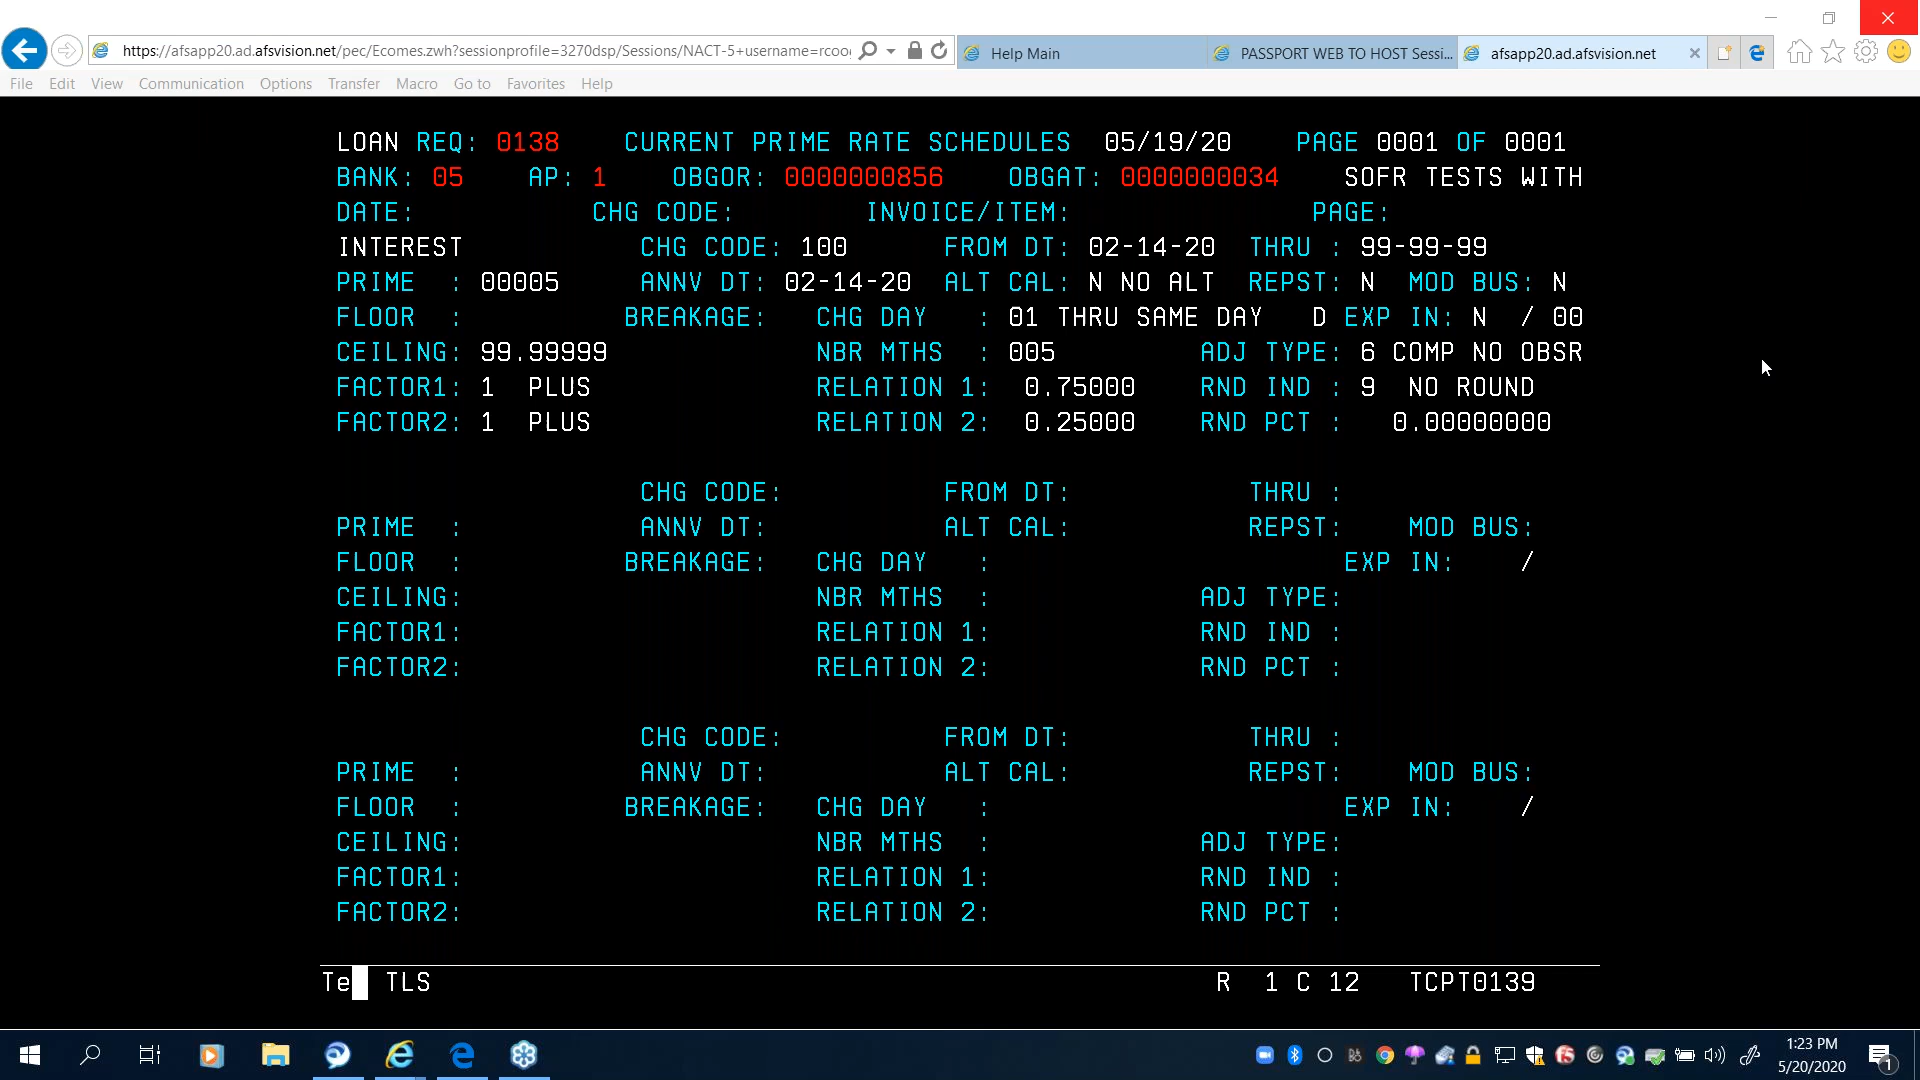 https://afsapp20.ad.afsvision.net/pec/Ecomes.zwh?sessionprofile=3270dsp/Sessions/NACT-5+username=rcoo
Help Main
PASSPORT WEB TO HOST Sessi...
afsapp20.ad.afsvision.net
File Edit View Communication Options Transfer Macro Go to Favorites Help
LOAN REQ: 0138 CURRENT PRIME RATE SCHEDULES 05/19/20 PAGE 0001 OF 0001
BANK: 05 AP: 1 OBGOR: 0000000856 OBGAT: 0000000034 SOFR TESTS WITH
DATE: CHG CODE: INVOICE/ITEM: PAGE:
INTEREST CHG CODE: 100 FROM DT: 02-14-20 THRU : 99-99-99
PRIME : 00005 ANNV DT: 02-14-20 ALT CAL: N NO ALT REPST: N MOD BUS: N
FLOOR : BREAKAGE: CHG DAY : 01 THRU SAME DAY D EXP IN: N / 00
CEILING: 99.99999 NBR MTHS : 005 ADJ TYPE: 6 COMP NO OBSR
FACTOR1: 1 PLUS RELATION 1: 0.75000 RND IND : 9 NO ROUND
FACTOR2: 1 PLUS RELATION 2: 0.25000 RND PCT : 0.00000000
CHG CODE: FROM DT: THRU :
PRIME : ANNV DT: ALT CAL: REPST: MOD BUS:
FLOOR : BREAKAGE: CHG DAY : EXP IN: /
CEILING: NBR MTHS : ADJ TYPE:
FACTOR1: RELATION 1: RND IND :
FACTOR2: RELATION 2: RND PCT :
CHG CODE: FROM DT: THRU :
PRIME : ANNV DT: ALT CAL: REPST: MOD BUS:
FLOOR : BREAKAGE: CHG DAY : EXP IN: /
CEILING: NBR MTHS : ADJ TYPE:
FACTOR1: RELATION 1: RND IND :
FACTOR2: RELATION 2: RND PCT :
Te TLS R 1 C 12 TCPT0139
1:23 PM
5/20/2020
1